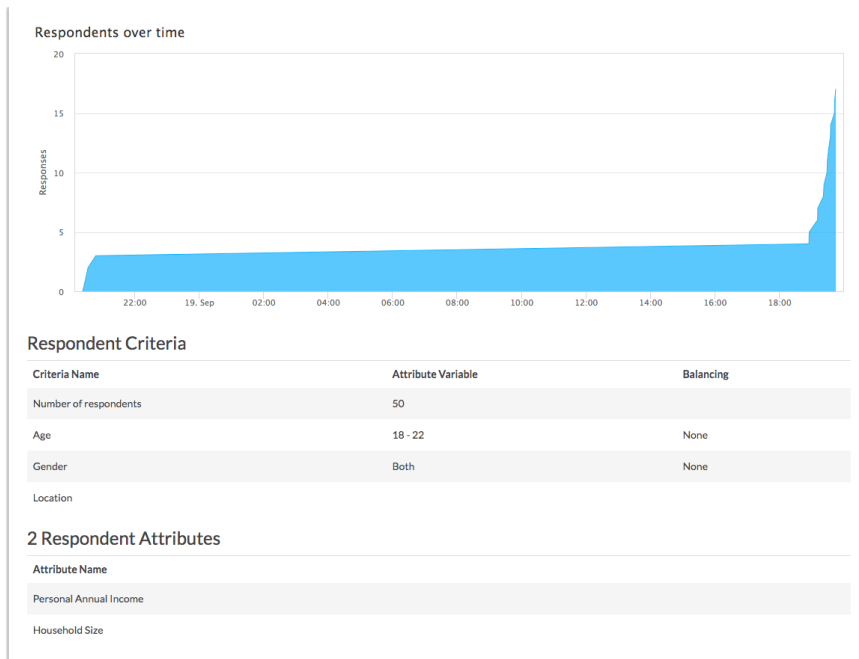 Respondents over time
20
15
10
5
0
Responses
22:00 19. Sep 02:00 04:00 06:00 08:00 10:00 12:00 14:00 16:00 18:00
Respondent Criteria
Criteria Name Attribute Variable Balancing
Number of respondents 50
Age 18 - 22 None
Gender Both None
Location
2 Respondent Attributes
Attribute Name
Personal Annual Income
Household Size